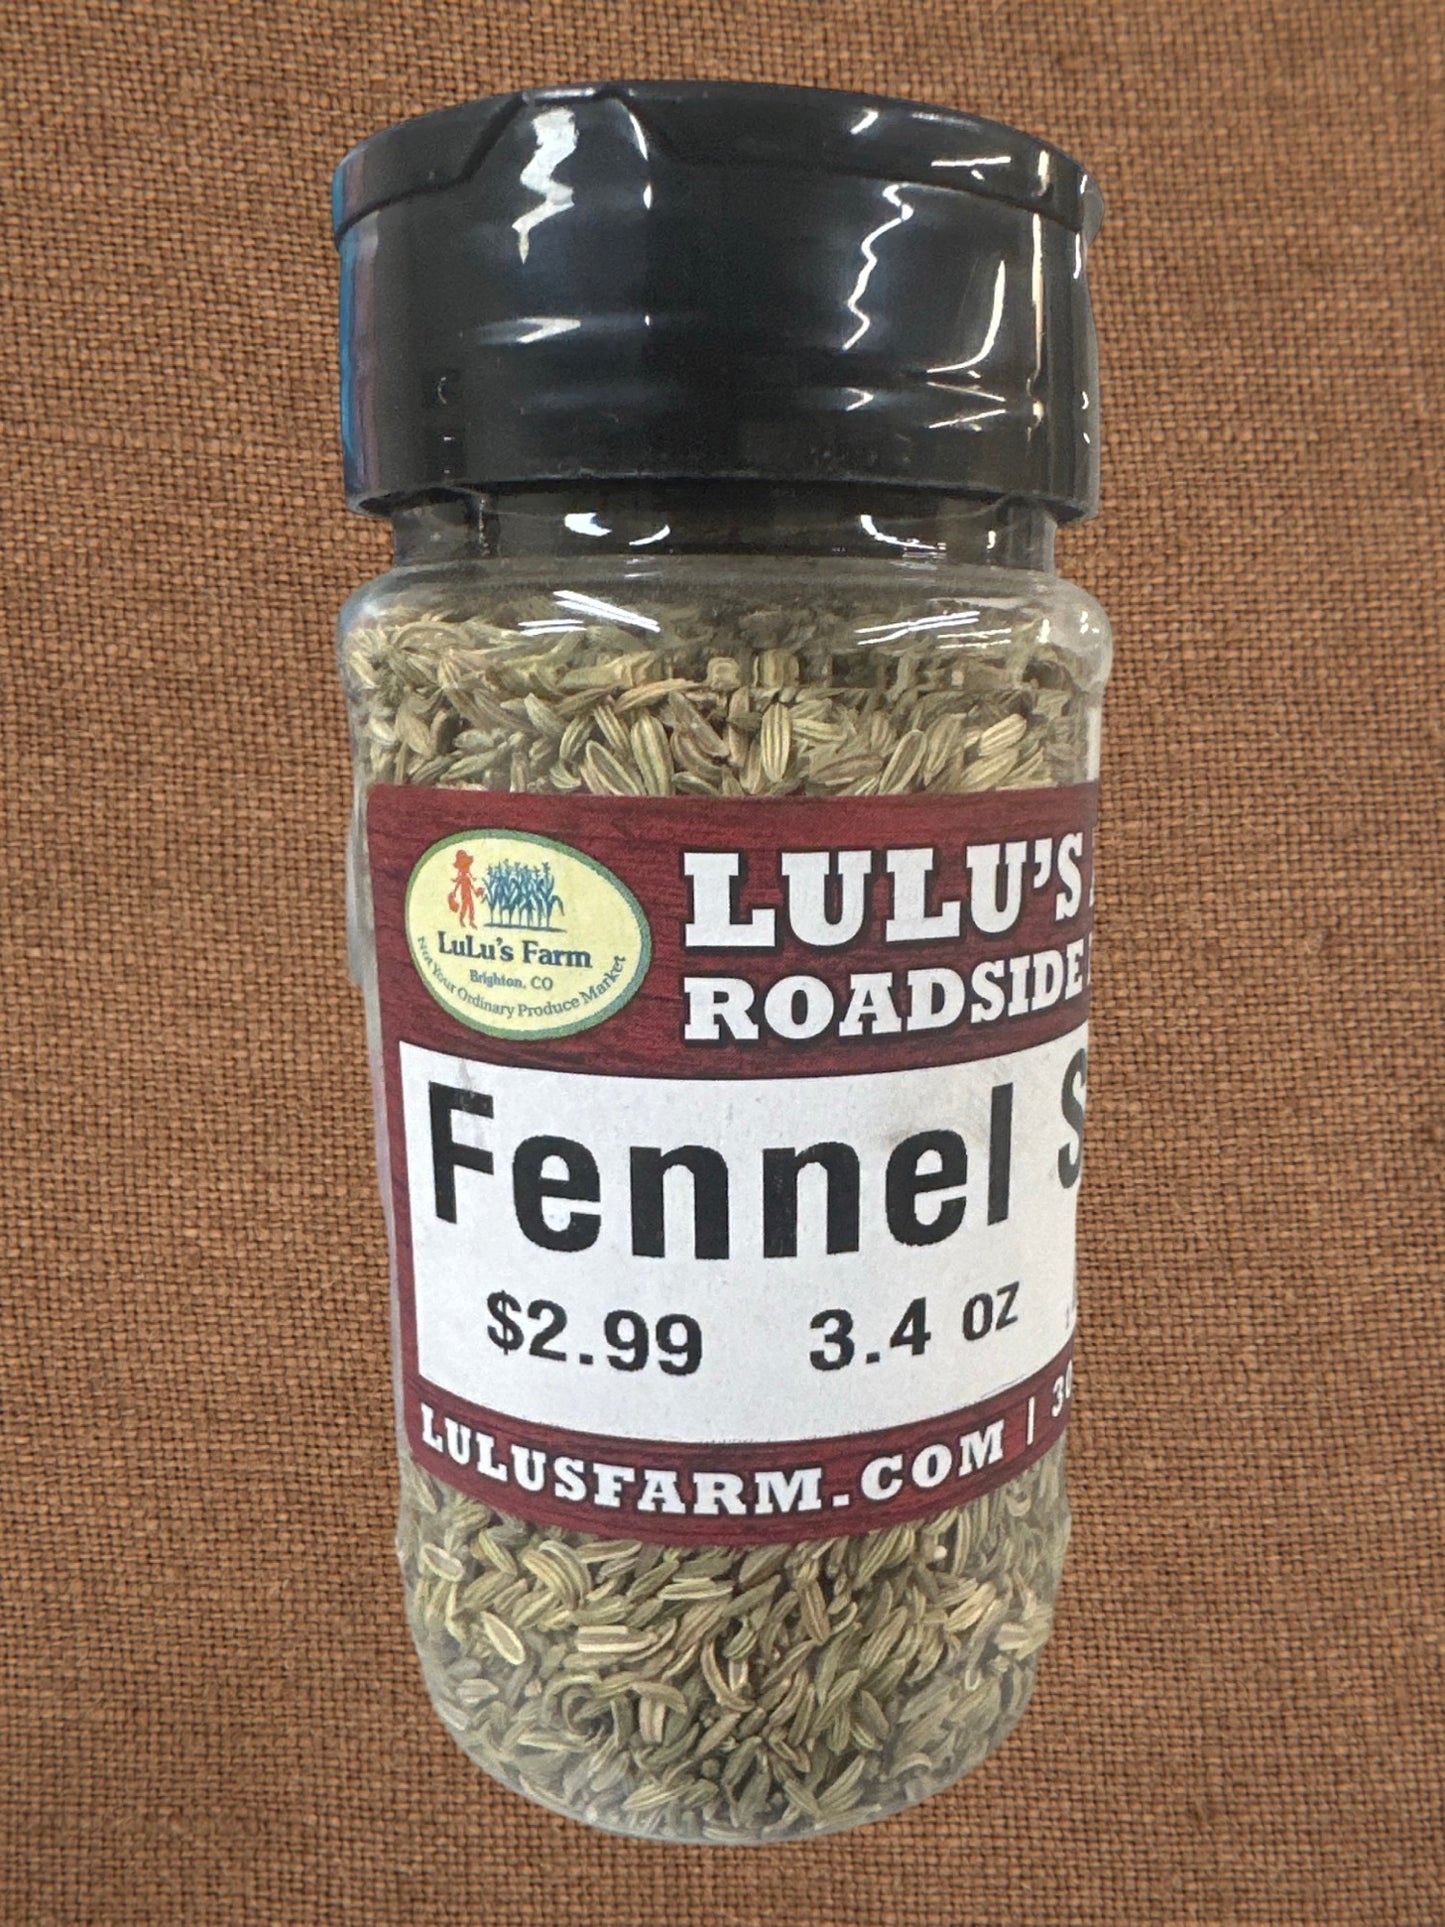 LuLu's Farm
Brighton, CO
Not Your Ordinary Produce Market
LULU'S
ROADSIDE
Fennel S
$2.99 3.4 oz
LULUSFARM.COM | 30